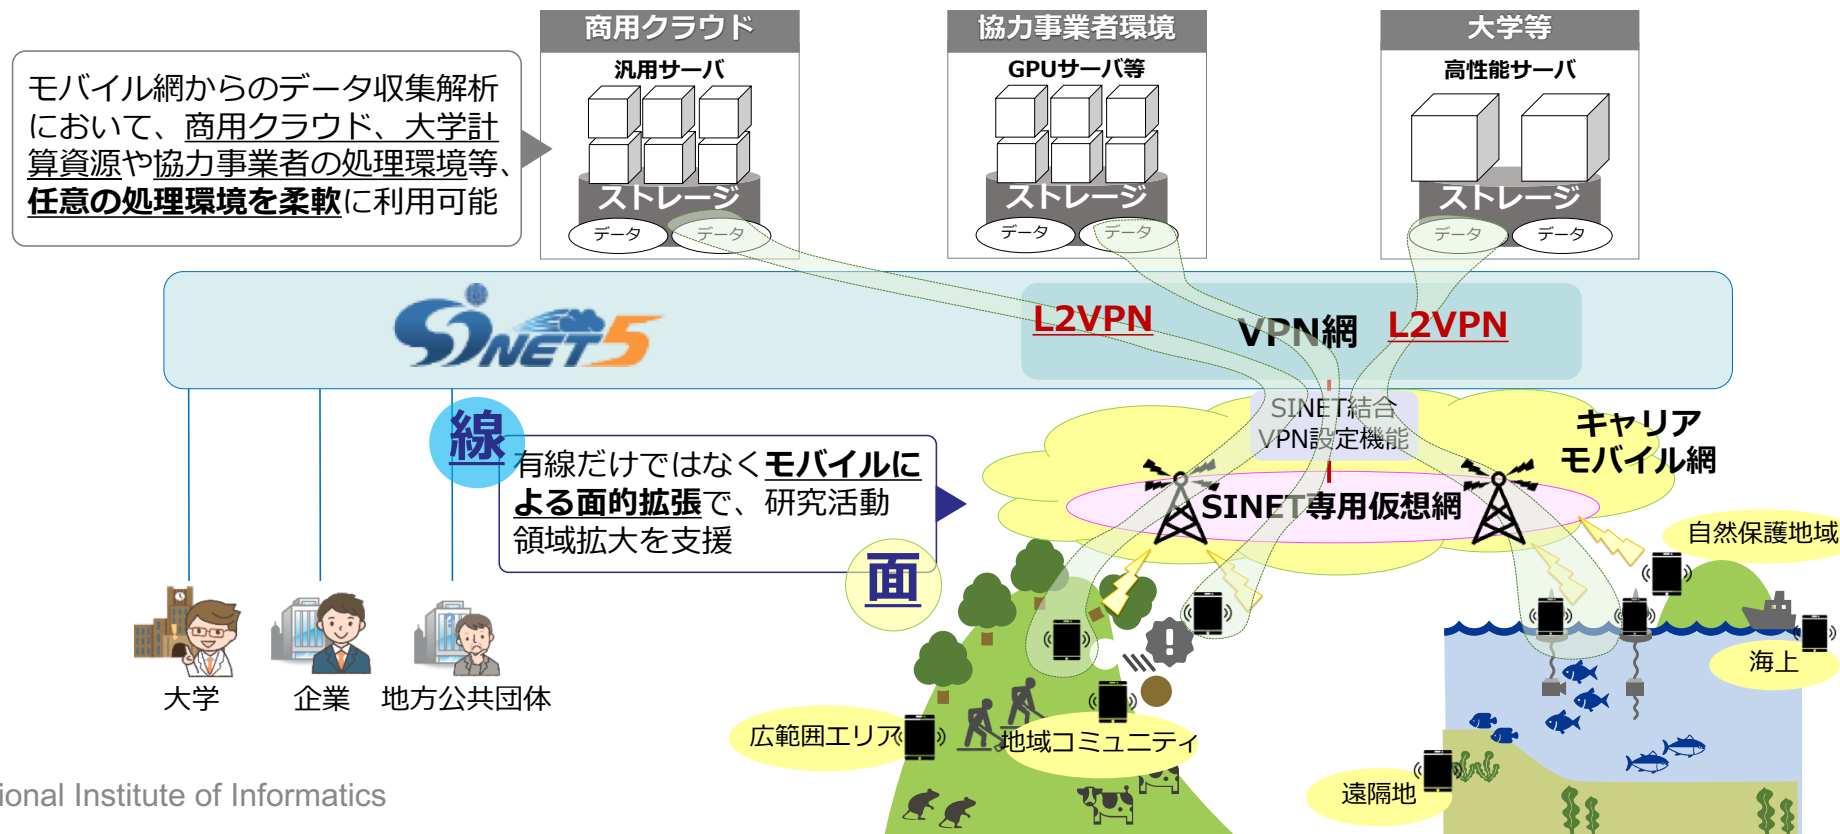 商用クラウド
汎用サーバ
ストレージ
データ
データ
協力事業者環境
GPUサーバ等
ストレージ
データ
データ
大学等
高性能サーバ
ストレージ
データ
データ
モバイル網からのデータ収集解析
において、商用クラウド、大学計
算資源や協力事業者の処理環境等、
任意の処理環境を柔軟に利用可能
SINET5
L2VPN
VPN網
L2VPN
SINET結合
VPN設定機能
キャリア
モバイル網
SINET専用仮想網
線
有線だけではなくモバイルに
よる面的拡張で、研究活動
領域拡大を支援
面
大学
企業
地方公共団体
自然保護地域
海上
広範囲エリア
地域コミュニティ
遠隔地
ional Institute of Informatics